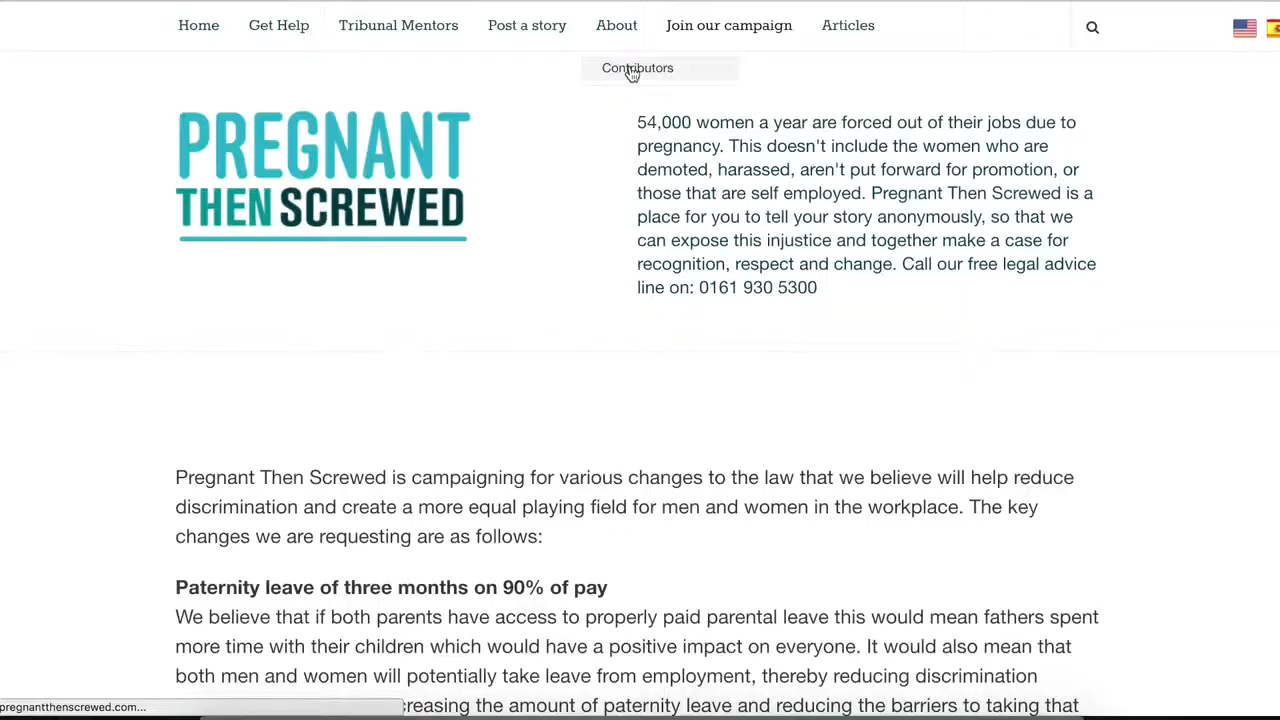 Home Get Help Tribunal Mentors Post a story About Join our campaign Articles
Contributors
PREGNANT
THEN SCREWED
54,000 women a year are forced out of their jobs due to
pregnancy. This doesn't include the women who are
demoted, harassed, aren't put forward for promotion, or
those that are self employed. Pregnant Then Screwed is a
place for you to tell your story anonymously, so that we
can expose this injustice and together make a case for
recognition, respect and change. Call our free legal advice
line on: 0161 930 5300
Pregnant Then Screwed is campaigning for various changes to the law that we believe will help reduce
discrimination and create a more equal playing field for men and women in the workplace. The key
changes we are requesting are as follows:
Paternity leave of three months on 90% of pay
We believe that if both parents have access to properly paid parental leave this would mean fathers spent
more time with their children which would have a positive impact on everyone. It would also mean that
both men and women will potentially take leave from employment, thereby reducing discrimination
creasing the amount of paternity leave and reducing the barriers to taking that
pregnantthenscrewed.com...